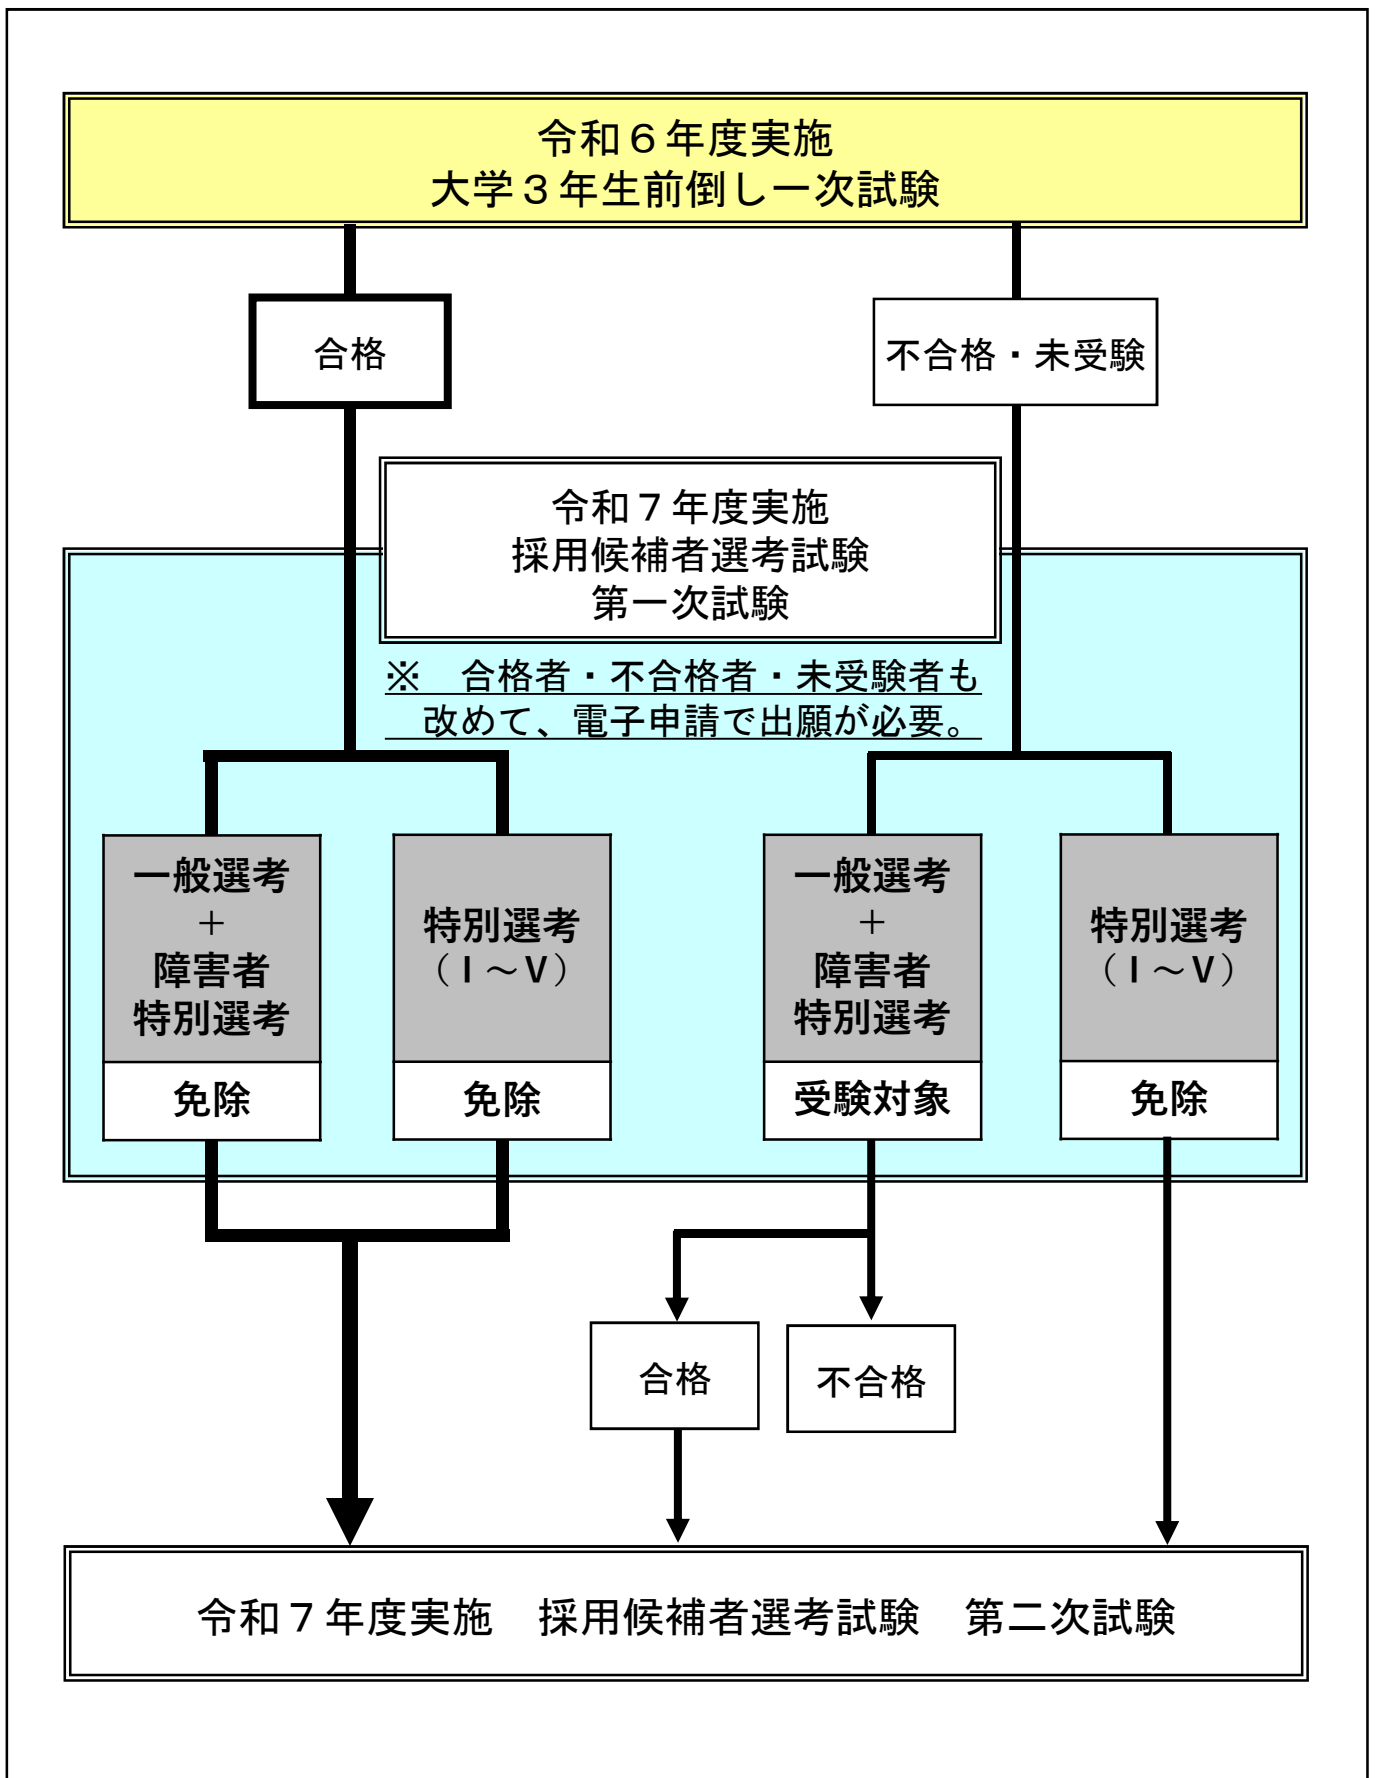 令和６年度実施
大学３年生前倒し一次試験
合格
不合格・未受験
令和７年度実施
採用候補者選考試験
第一次試験
※　合格者・不合格者・未受験者も
改めて、電子申請で出願が必要。
一般選考
＋
障害者
特別選考
免除
特別選考
（Ⅰ～Ⅴ）
免除
一般選考
＋
障害者
特別選考
受験対象
特別選考
（Ⅰ～Ⅴ）
免除
合格
不合格
令和７年度実施　採用候補者選考試験　第二次試験